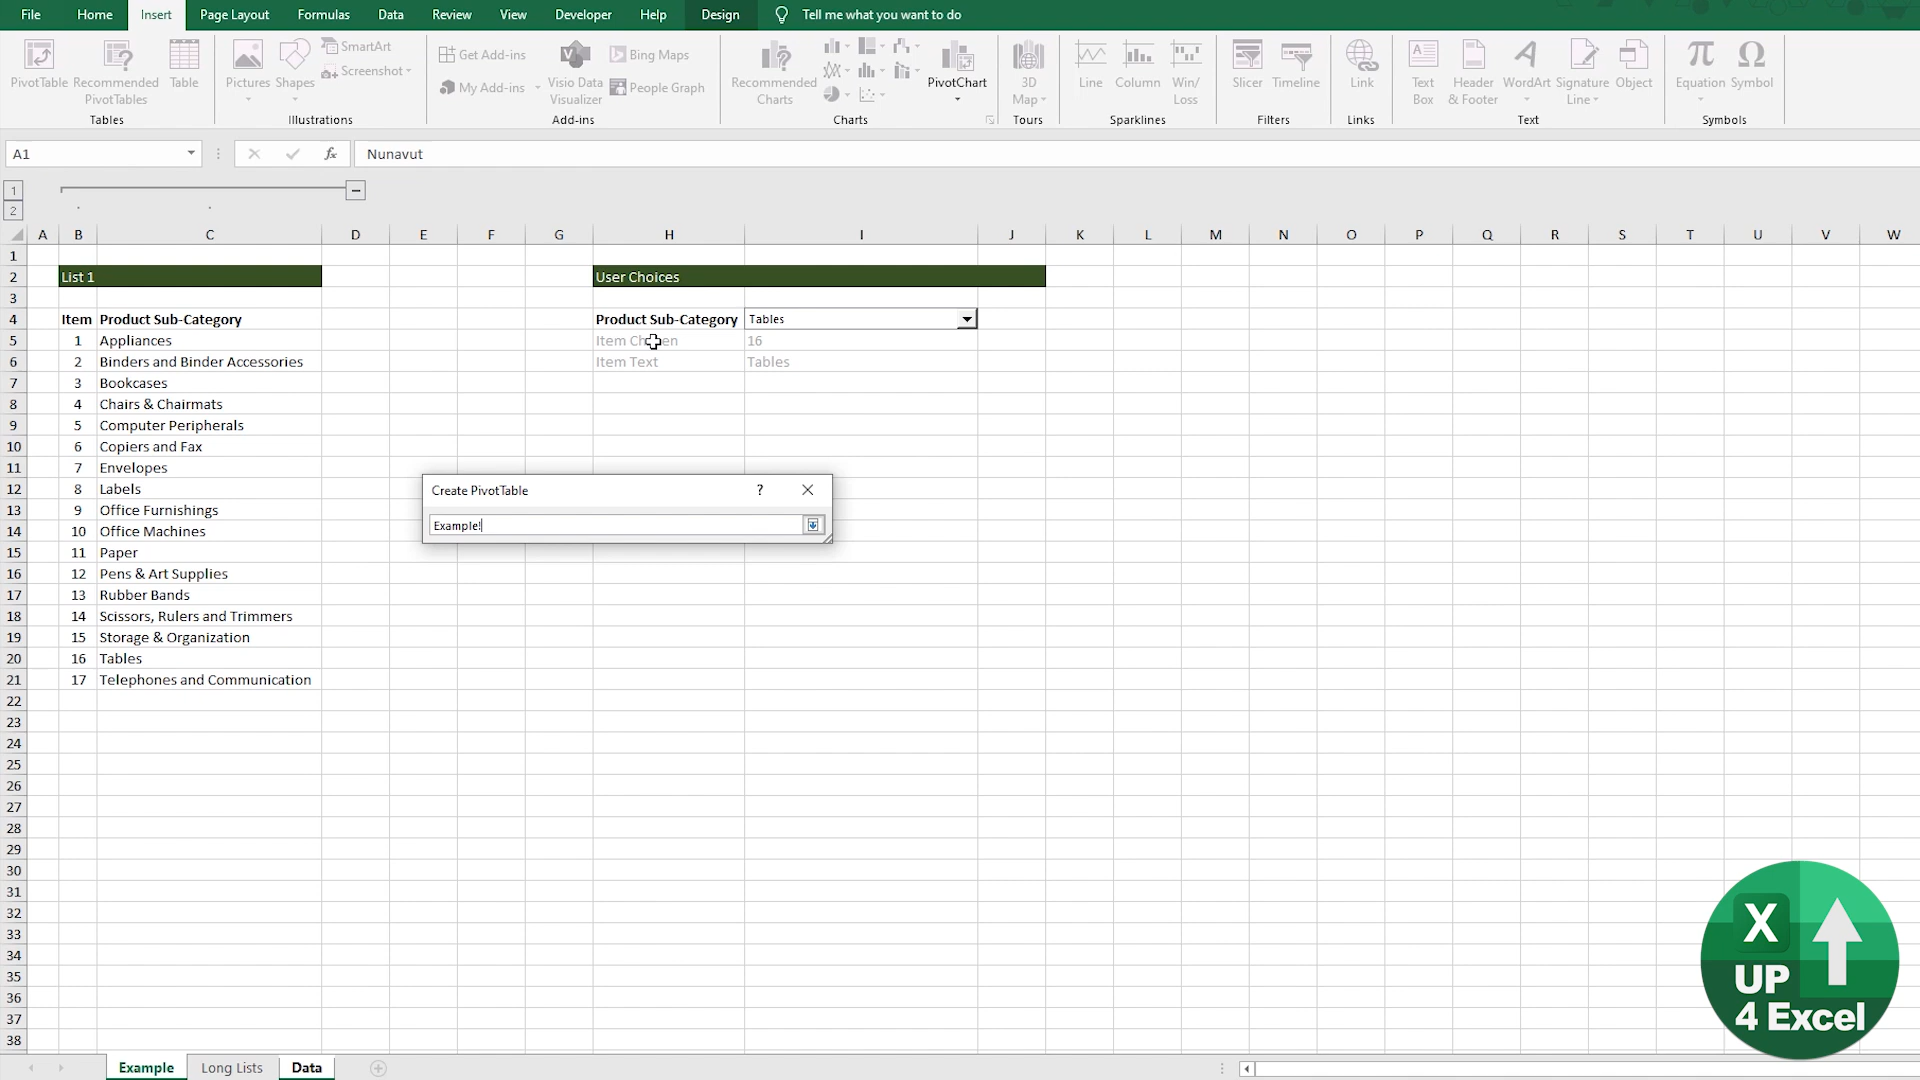 File Home Insert Page Layout Formulas Data Review View Developer Help Design Tell me what you want to do
PivotTable Recommended PivotTables Table
Tables
Pictures Shapes SmartArt Screenshot
Illustrations
Get Add-ins My Add-ins Visio Data Visualizer Bing Maps People Graph
Add-ins
Recommended Charts PivotChart
Charts
3D Map
Tours
Line Column Win/Loss
Sparklines
Slicer Timeline
Filters
Link
Links
Text Box Header & Footer WordArt Signature Line Object
Text
Equation Symbol
Symbols
A1 fx Nunavut
1
2
A B C D E F G H I J K L M N O P Q R S T U V W
1
2 List 1 User Choices
3
4 Item Product Sub-Category Product Sub-Category Tables
5 1 Appliances Item Chosen 16
6 2 Binders and Binder Accessories Item Text Tables
7 3 Bookcases
8 4 Chairs & Chairmats
9 5 Computer Peripherals
10 6 Copiers and Fax
11 7 Envelopes
12 8 Labels
13 9 Office Furnishings
14 10 Office Machines
15 11 Paper
16 12 Pens & Art Supplies
17 13 Rubber Bands
18 14 Scissors, Rulers and Trimmers
19 15 Storage & Organization
20 16 Tables
21 17 Telephones and Communication
22
23
24
25
26
27
28
29
30
31
32
33
34
35
36
37
38
Create PivotTable ?
Example!
X
UP
4 Excel
Example Long Lists Data